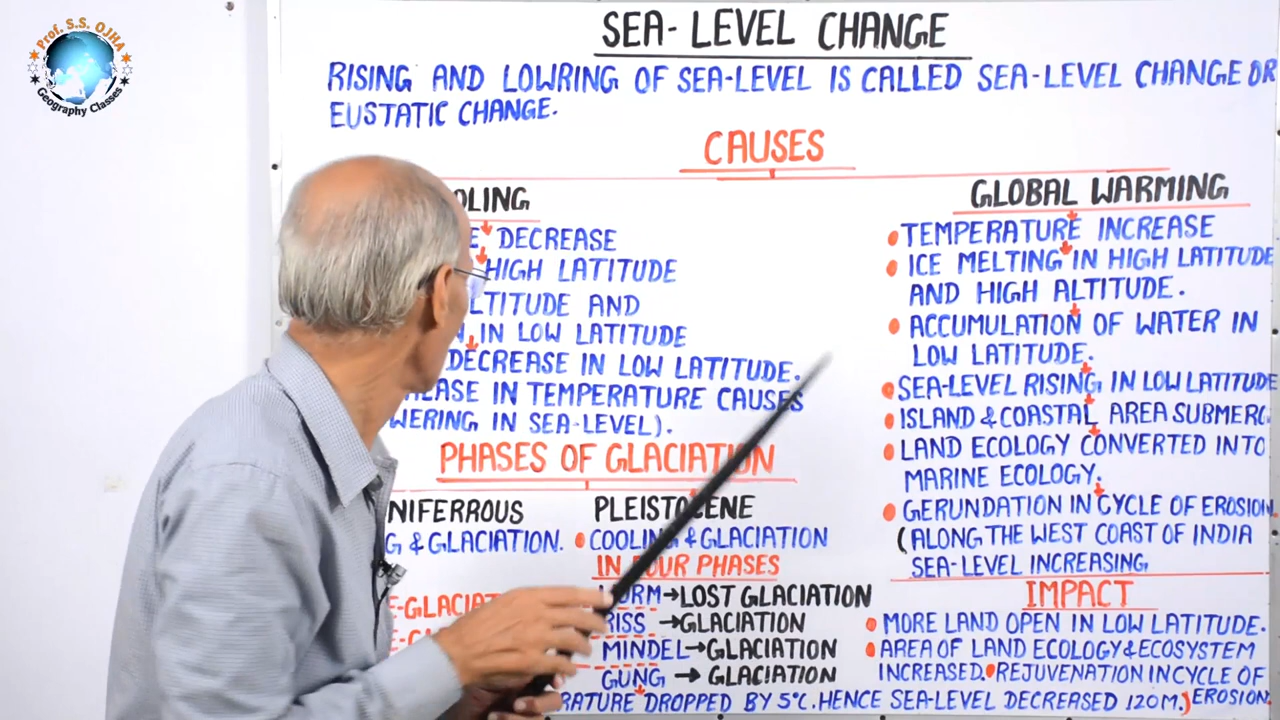 Prof. S.S. OJHA
Geography Classes
SEA-LEVEL CHANGE
RISING AND LOWRING OF SEA-LEVEL IS CALLED SEA-LEVEL CHANGE OR
EUSTATIC CHANGE.
CAUSES
OLING
E DECREASE
HIGH LATITUDE
LTITUDE AND
IN LOW LATITUDE
DECREASE IN LOW LATITUDE.
EASE IN TEMPERATURE CAUSES
WERING IN SEA-LEVEL).
PHASES OF GLACIATION
NIFERROUS
G & GLACIATION.
E-GLACIAT
PLEISTOCENE
• COOLING & GLACIATION
IN FOUR PHASES
WURM→LOST GLACIATION
RISS →GLACIATION
MINDEL→GLACIATION
GUNG → GLACIATION
RATURE DROPPED BY 5°C. HENCE SEA-LEVEL DECREASED 120M.)
GLOBAL WARMING
• TEMPERATURE INCREASE
• ICE MELTING IN HIGH LATITUDE
AND HIGH ALTITUDE.
• ACCUMULATION OF WATER IN
LOW LATITUDE.
• SEA-LEVEL RISING IN LOW LATITUDE
• ISLAND & COASTAL AREA SUBMERG
• LAND ECOLOGY CONVERTED INTO
MARINE ECOLOGY.
• GERUNDATION IN CYCLE OF EROSION
(ALONG THE WEST COAST OF INDIA
SEA-LEVEL INCREASING
IMPACT
• MORE LAND OPEN IN LOW LATITUDE.
• AREA OF LAND ECOLOGY & ECOSYSTEM
INCREASED. • REJUVENATION IN CYCLE OF
EROSION.